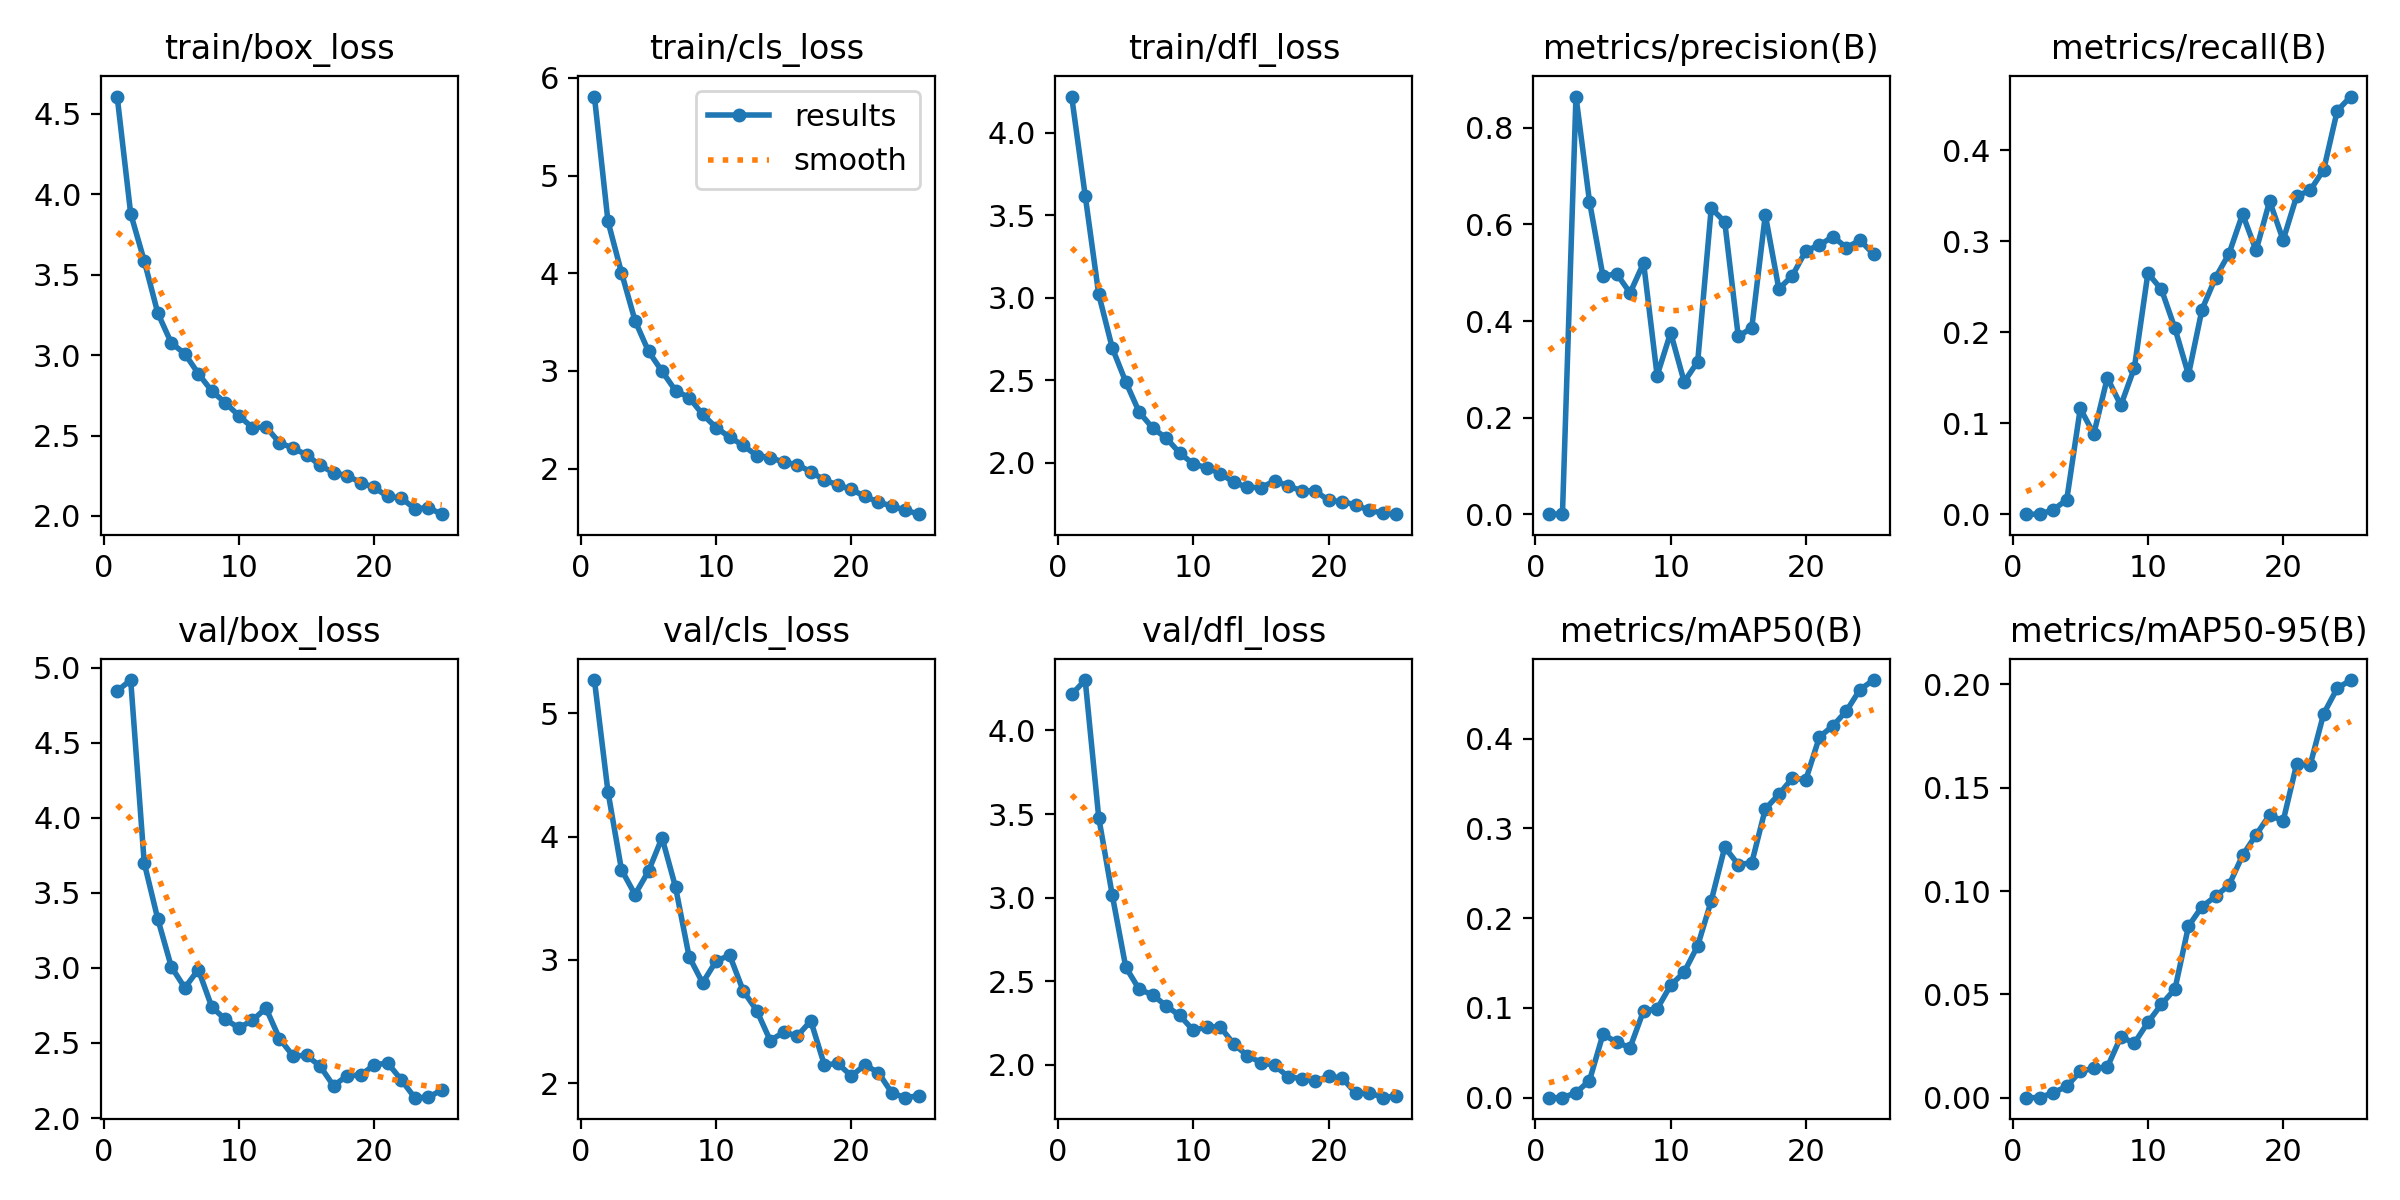 train/box_loss
4.5
4.0
3.5
3.0
2.5
2.0
0 10 20
train/cls_loss
results
smooth
6
5
4
3
2
0 10 20
train/dfl_loss
4.0
3.5
3.0
2.5
2.0
0 10 20
metrics/precision(B)
0.8
0.6
0.4
0.2
0.0
0 10 20
metrics/recall(B)
0.4
0.3
0.2
0.1
0.0
0 10 20
val/box_loss
5.0
4.5
4.0
3.5
3.0
2.5
2.0
0 10 20
val/cls_loss
5
4
3
2
0 10 20
val/dfl_loss
4.0
3.5
3.0
2.5
2.0
0 10 20
metrics/mAP50(B)
0.4
0.3
0.2
0.1
0.0
0 10 20
metrics/mAP50-95(B)
0.20
0.15
0.10
0.05
0.00
0 10 20